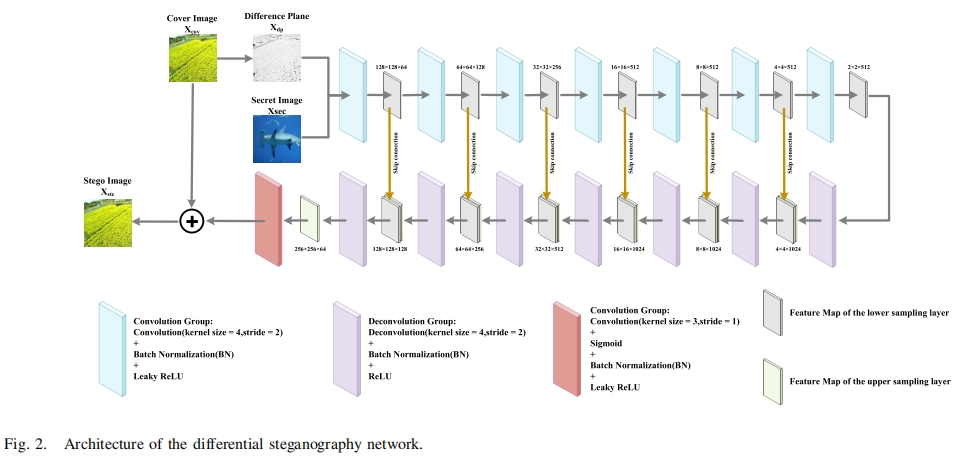 Cover Image
Xcov
Difference Plane
Xdp
Secret Image
Xsec
128×128×64
64×64×128
32×32×256
16×16×512
8×8×512
4×4×512
2×2×512
Skip connection
Skip connection
Skip connection
Skip connection
Skip connection
Skip connection
Stego Image
Xste
256×256×64
128×128×128
64×64×256
32×32×512
16×16×1024
8×8×1024
4×4×1024
Convolution Group:
Convolution(kernel size = 4,stride = 2)
+
Batch Normalization(BN)
+
Leaky ReLU
Deconvolution Group:
Deconvolution(kernel size = 4,stride = 2)
+
Batch Normalization(BN)
+
ReLU
Convolution Group:
Convolution(kernel size = 3,stride = 1)
+
Sigmoid
+
Batch Normalization(BN)
+
Leaky ReLU
Feature Map of the lower sampling layer
Feature Map of the upper sampling layer
Fig. 2. Architecture of the differential steganography network.